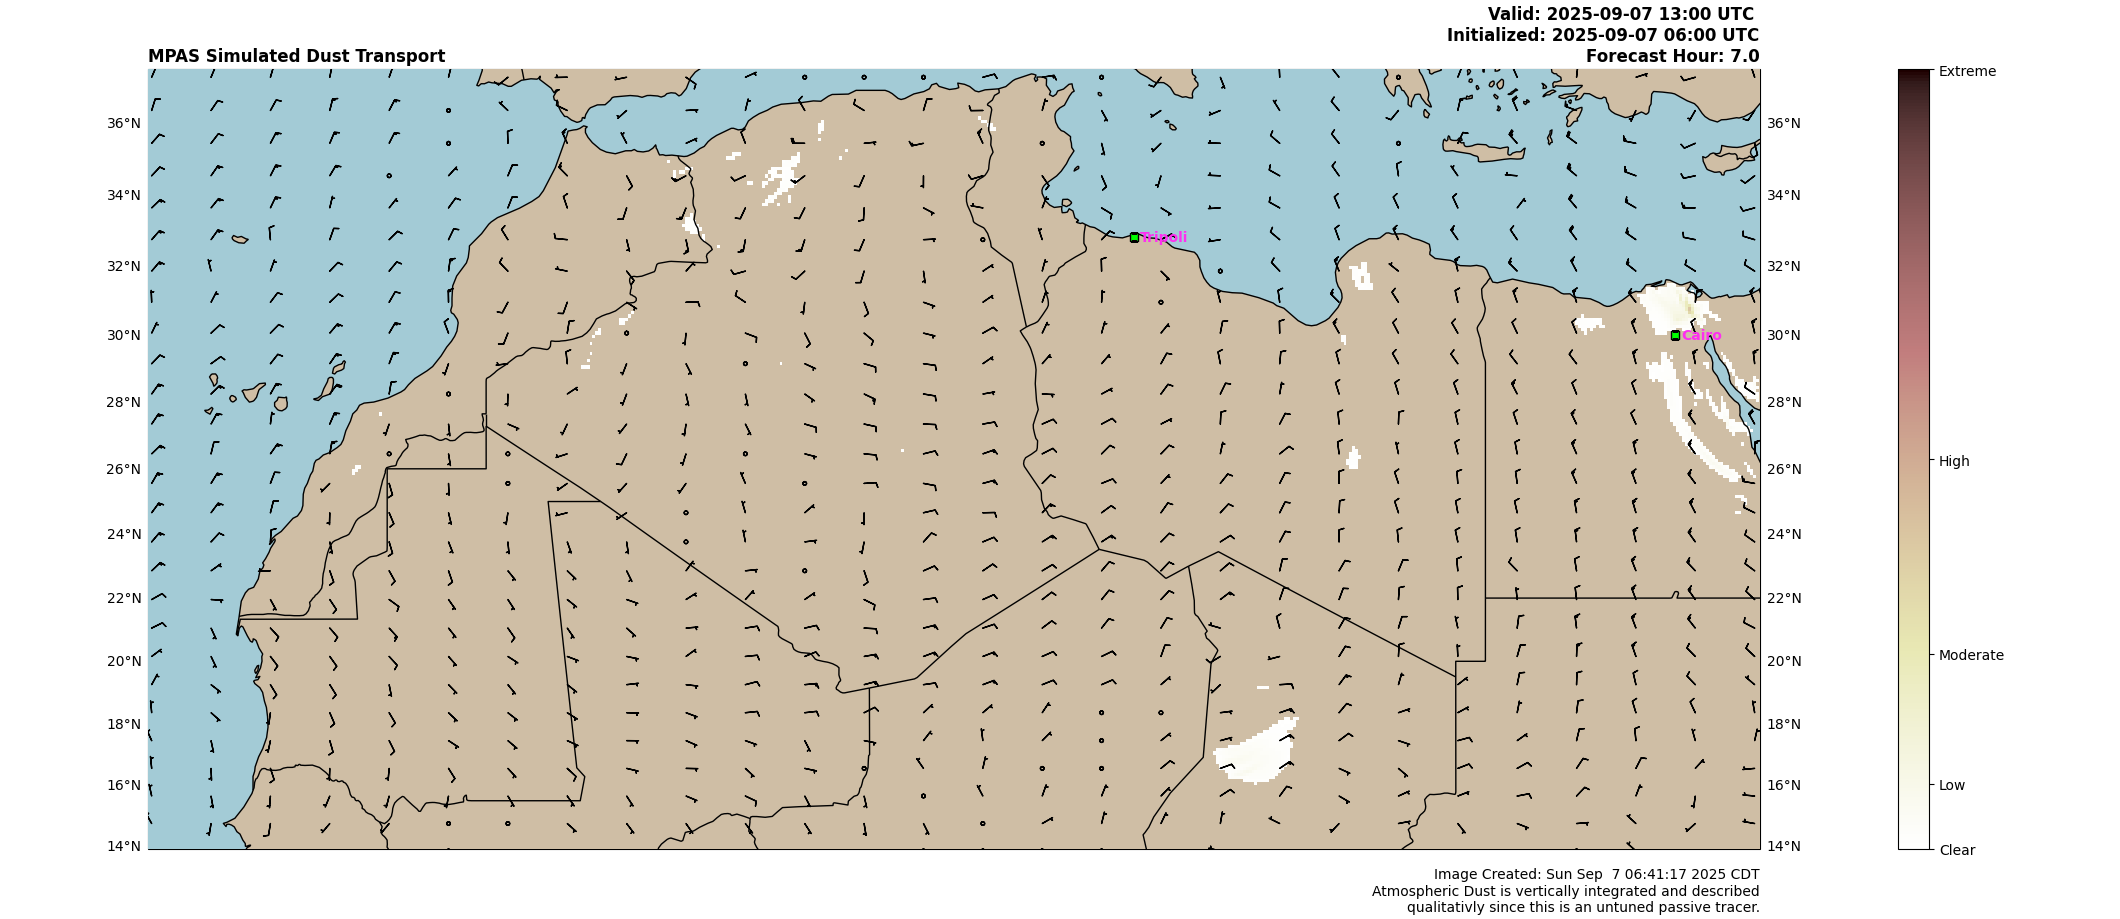 Valid: 2025-09-07 13:00 UTC
Initialized: 2025-09-07 06:00 UTC
MPAS Simulated Dust Transport
Forecast Hour: 7.0
Extreme
36°N
36°N
34°N
34°N
Tripoli
32°N
32°N
30°N
Cairo
30°N
28°N
28°N
High
26°N
26°N
24°N
24°N
22°N
22°N
Moderate
20°N
20°N
18°N
18°N
16°N
16°N
Low
14°N
14°N
Clear
Image Created: Sun Sep  7 06:41:17 2025 CDT
Atmospheric Dust is vertically integrated and described
qualitativly since this is an untuned passive tracer.